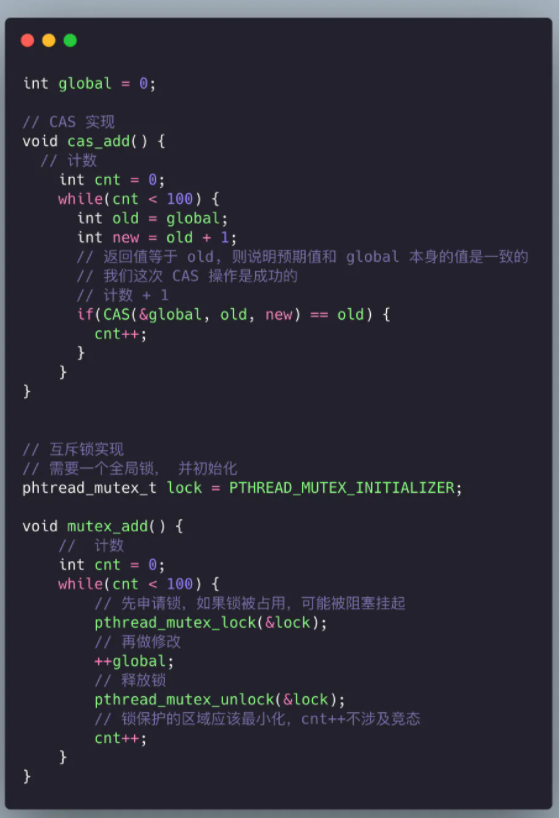 int global = 0;
// CAS 实现
void cas_add() {
// 计数
int cnt = 0;
while(cnt < 100) {
int old = global;
int new = old + 1;
// 返回值等于 old, 则说明预期值和 global 本身的值是一致的
// 我们这次 CAS 操作是成功的
// 计数 + 1
if(CAS(&global, old, new) == old) {
cnt++;
}
}
}
// 互斥锁实现
// 需要一个全局锁， 并初始化
phtread_mutex_t lock = PTHREAD_MUTEX_INITIALIZER;
void mutex_add() {
//  计数
int cnt = 0;
while(cnt < 100) {
// 先申请锁，如果锁被占用，可能被阻塞挂起
pthread_mutex_lock(&lock);
// 再做修改
++global;
// 释放锁
pthread_mutex_unlock(&lock);
// 锁保护的区域应该最小化，cnt++不涉及竞态
cnt++;
}
}